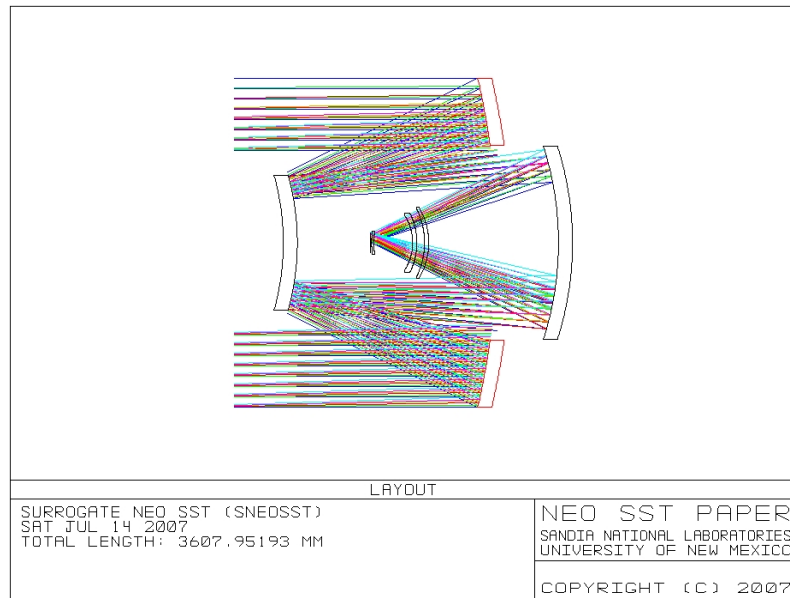 LAYOUT
SURROGATE NEO SST (SNEOSST)
SAT JUL 14 2007
TOTAL LENGTH: 3607.95193 MM
NEO SST PAPER
SANDIA NATIONAL LABORATORIES
UNIVERSITY OF NEW MEXICO
COPYRIGHT (C) 2007